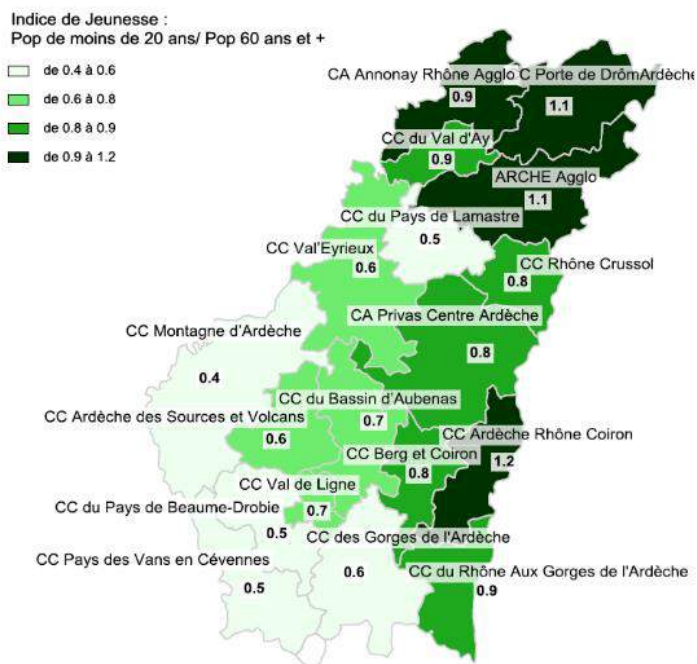 Indice de Jeunesse :
Pop de moins de 20 ans/ Pop 60 ans et +
de 0.4 à 0.6
de 0.6 à 0.8
de 0.8 à 0.9
de 0.9 à 1.2
CA Annonay Rhône Agglo
0.9
C Porte de DrômArdèche
1.1
CC du Val d'Ay
0.9
ARCHE Agglo
1.1
CC du Pays de Lamastre
0.5
CC Val'Eyrieux
0.6
CC Rhône Crussol
0.8
CA Privas Centre Ardèche
0.8
CC Montagne d'Ardèche
0.4
CC du Bassin d'Aubenas
0.7
CC Ardèche des Sources et Volcans
0.6
CC Ardèche Rhône Coiron
1.2
CC Berg et Coiron
0.8
CC Val de Ligne
0.7
CC du Pays de Beaume-Drobie
0.5
CC des Gorges de l'Ardèche
0.6
CC Pays des Vans en Cévennes
0.5
CC du Rhône Aux Gorges de l'Ardèche
0.9